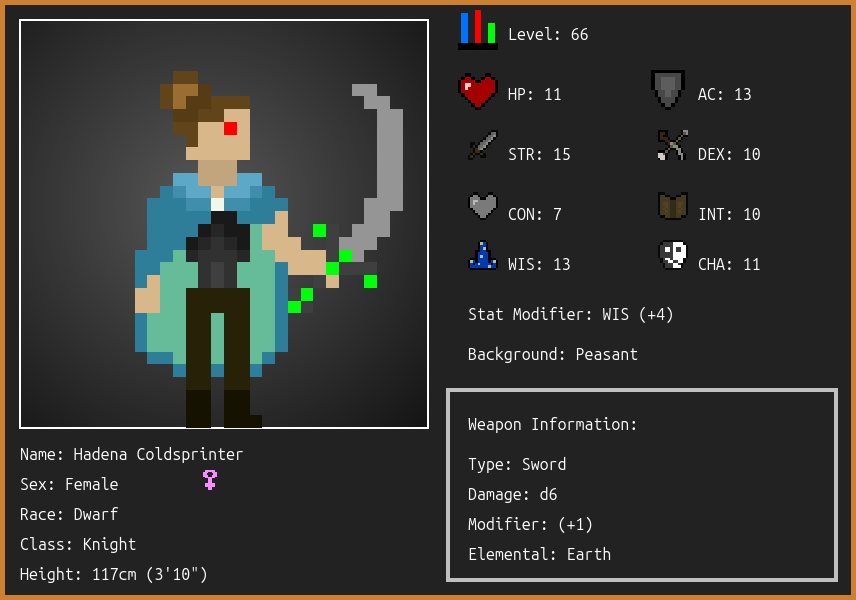 Level: 66
HP: 11
AC: 13
STR: 15
DEX: 10
CON: 7
INT: 10
WIS: 13
CHA: 11
Stat Modifier: WIS (+4)
Background: Peasant
Weapon Information:
Type: Sword
Damage: d6
Modifier: (+1)
Elemental: Earth
Name: Hadena Coldsprinter
Sex: Female
Race: Dwarf
Class: Knight
Height: 117cm (3'10")